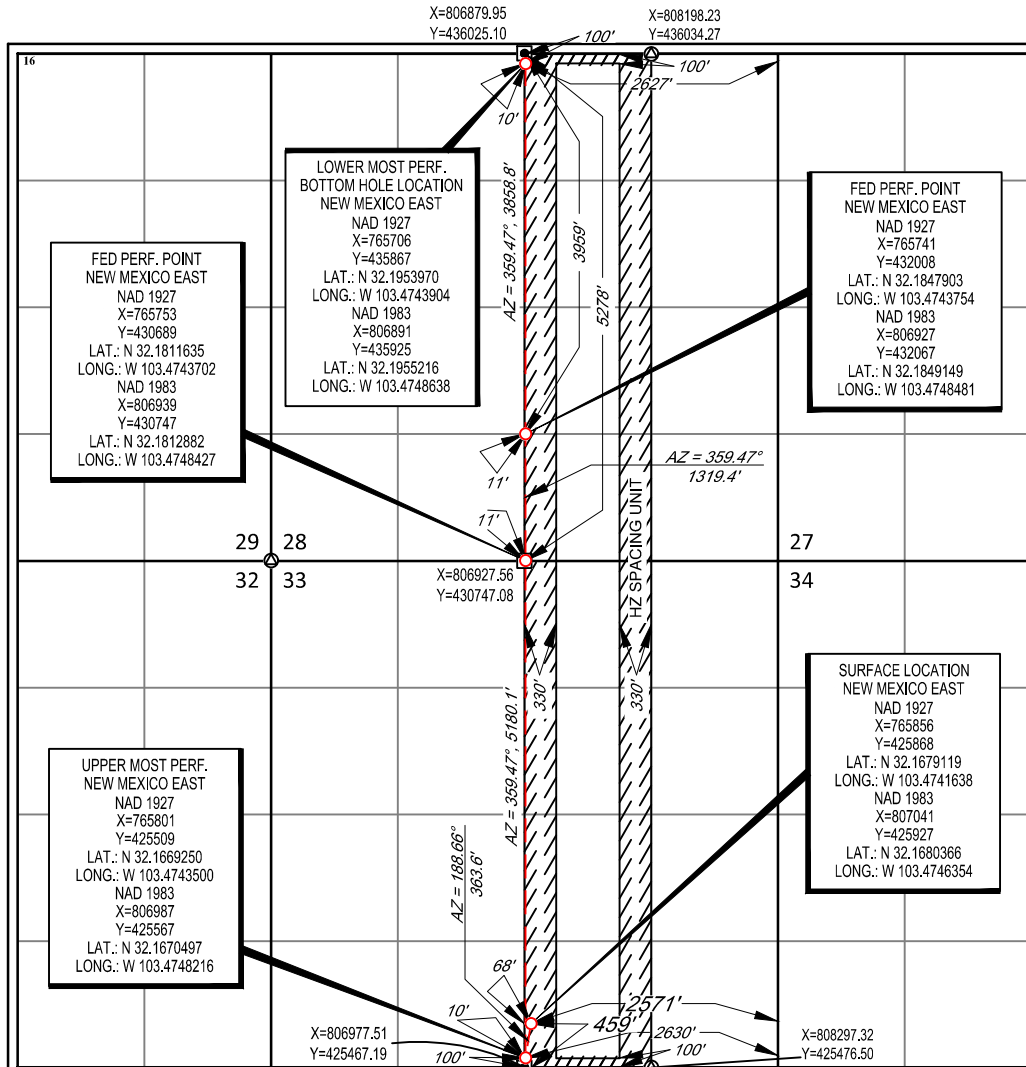 X=806879.95
Y=436025.10
X=808198.23
Y=436034.27
16
100'
100'
2627'
10'
LOWER MOST PERF.
BOTTOM HOLE LOCATION
NEW MEXICO EAST
NAD 1927
X=765706
Y=435867
LAT.: N 32.1953970
LONG.: W 103.4743904
NAD 1983
X=806891
Y=435925
LAT.: N 32.1955216
LONG.: W 103.4748638
AZ = 359.47°, 3858.8'
3959'
5278'
FED PERF. POINT
NEW MEXICO EAST
NAD 1927
X=765741
Y=432008
LAT.: N 32.1847903
LONG.: W 103.4743754
NAD 1983
X=806927
Y=432067
LAT.: N 32.1849149
LONG.: W 103.4748481
FED PERF. POINT
NEW MEXICO EAST
NAD 1927
X=765753
Y=430689
LAT.: N 32.1811635
LONG.: W 103.4743702
NAD 1983
X=806939
Y=430747
LAT.: N 32.1812882
LONG.: W 103.4748427
11'
AZ = 359.47°
1319.4'
11'
HZ SPACING UNIT
29 28
32 33
27
34
X=806927.56
Y=430747.08
330'
330'
AZ = 359.47°, 5180.1'
SURFACE LOCATION
NEW MEXICO EAST
NAD 1927
X=765856
Y=425868
LAT.: N 32.1679119
LONG.: W 103.4741638
NAD 1983
X=807041
Y=425927
LAT.: N 32.1680366
LONG.: W 103.4746354
UPPER MOST PERF.
NEW MEXICO EAST
NAD 1927
X=765801
Y=425509
LAT.: N 32.1669250
LONG.: W 103.4743500
NAD 1983
X=806987
Y=425567
LAT.: N 32.1670497
LONG.: W 103.4748216
AZ = 188.66°
363.6'
68'
2571'
10'
459'
2630'
X=806977.51
Y=425467.19
100'
100'
X=808297.32
Y=425476.50